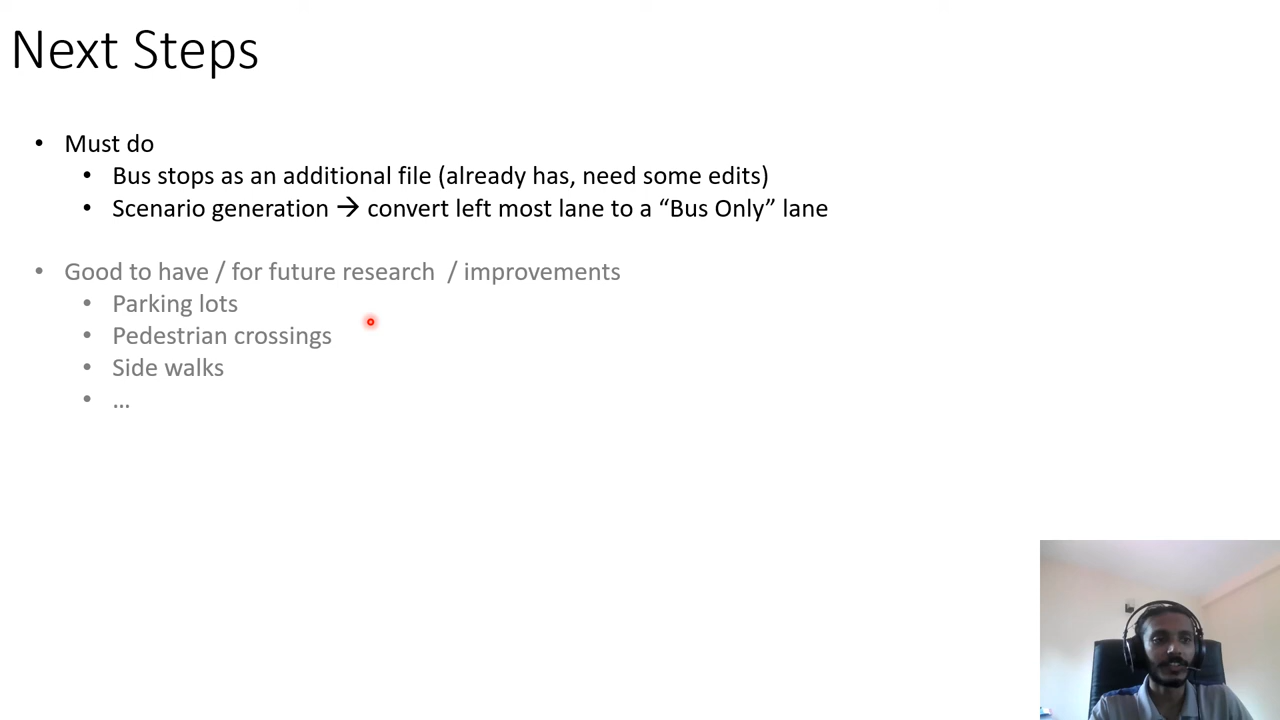 Next Steps
• Must do
• Bus stops as an additional file (already has, need some edits)
• Scenario generation → convert left most lane to a “Bus Only” lane
• Good to have / for future research / improvements
• Parking lots
• Pedestrian crossings
• Side walks
• ...